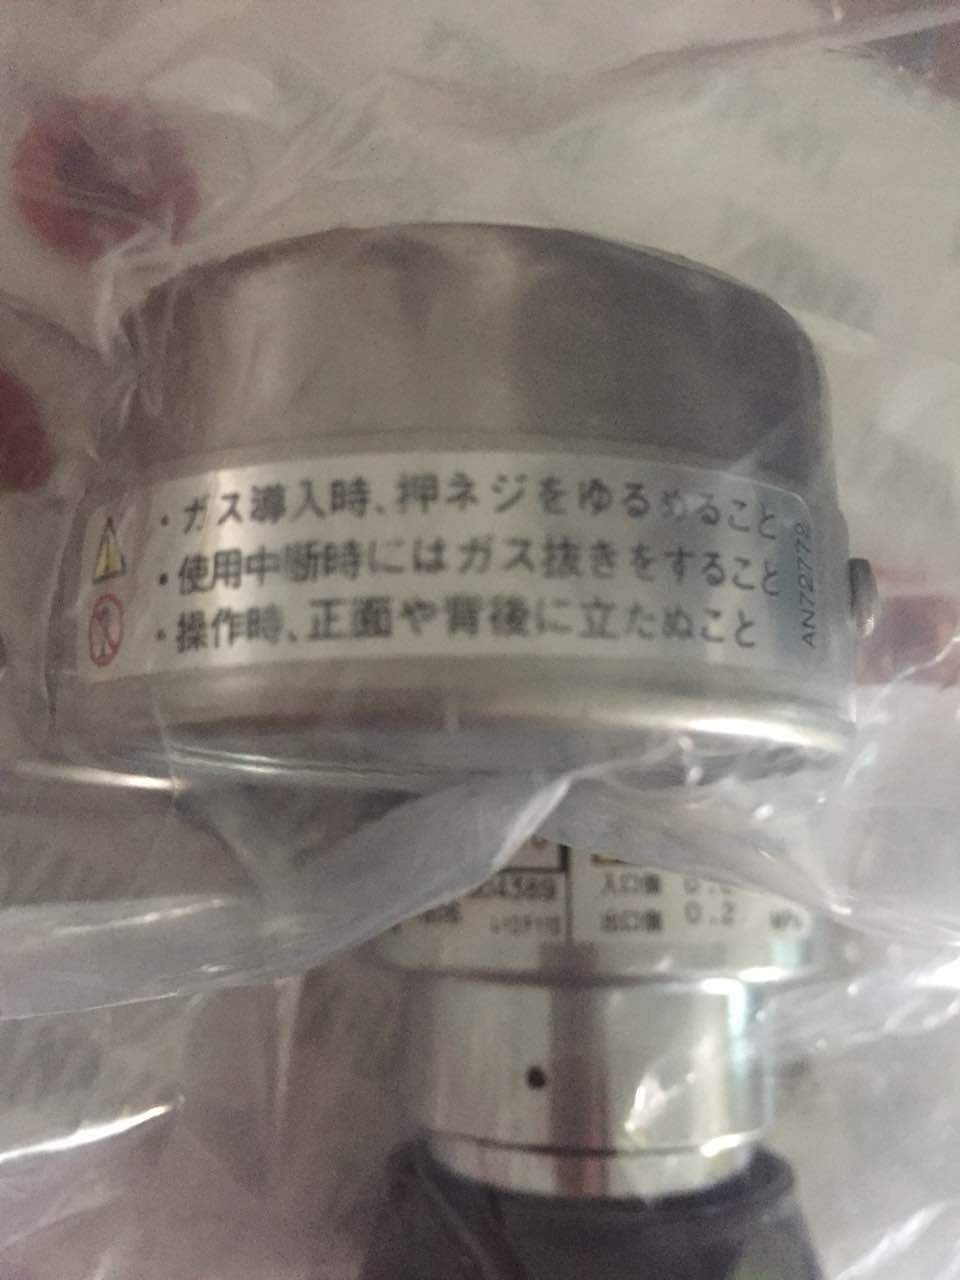 ・ガス導入時、押ネジをゆるめること
・使用中断時にはガス抜きをすること
・操作時、正面や背後に立たぬこと
AN72772
入口側
出口側 0.2 MPa